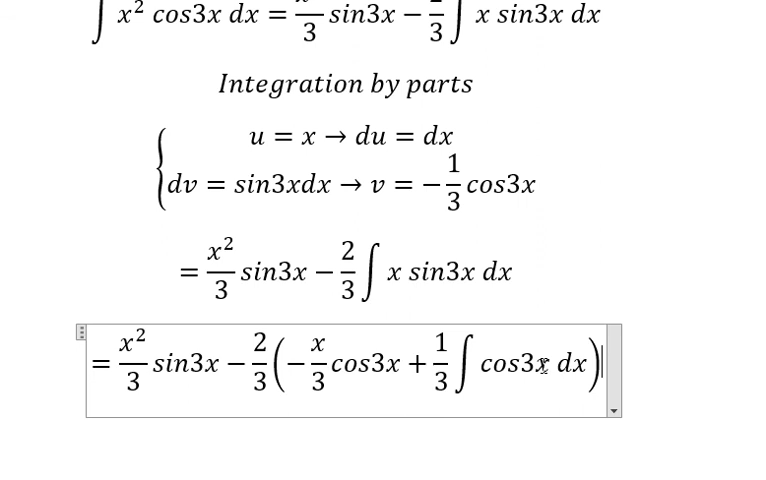 ∫ x² cos3x dx = x²/3 sin3x − 2/3 ∫ x sin3x dx
Integration by parts
{ u = x → du = dx
dv = sin3xdx → v = −1/3 cos3x
= x²/3 sin3x − 2/3 ∫ x sin3x dx
= x²/3 sin3x − 2/3 (−x/3 cos3x + 1/3 ∫ cos3x dx)